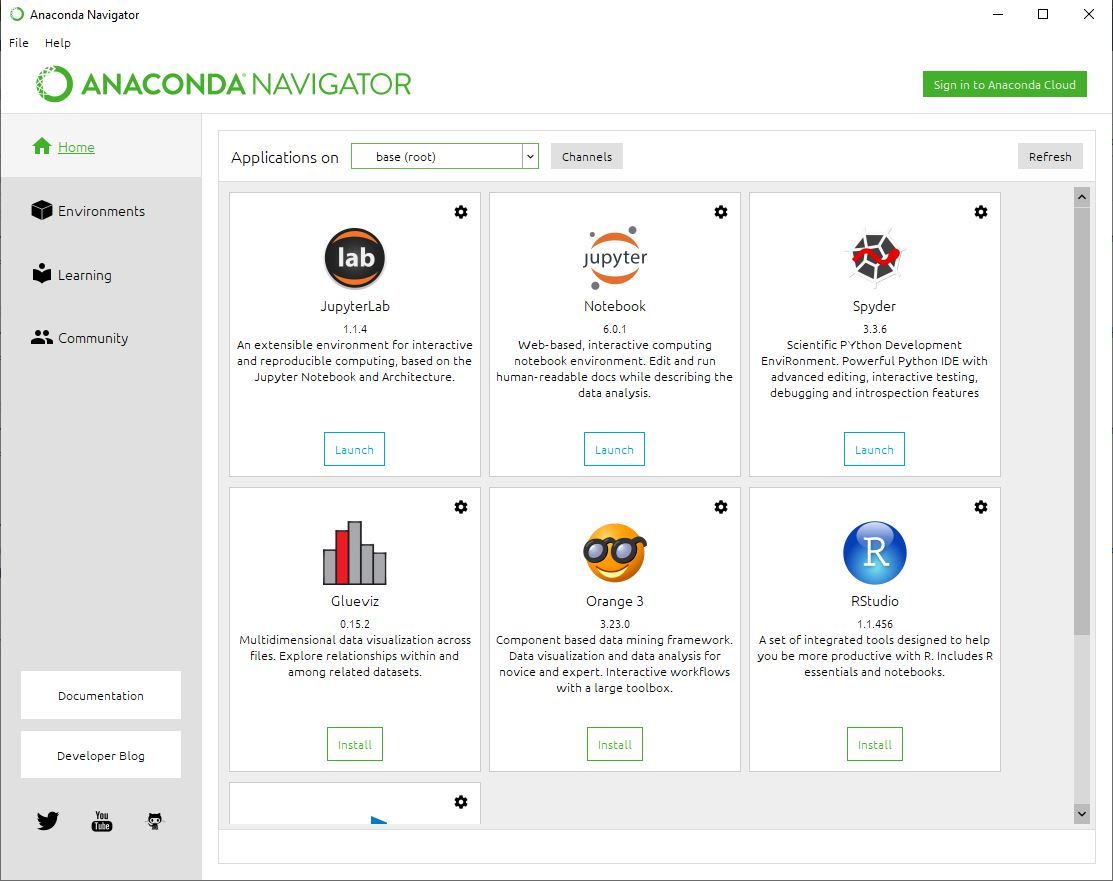 Anaconda Navigator
File Help
ANACONDA NAVIGATOR
Sign in to Anaconda Cloud
Home
Environments
Learning
Community
Documentation
Developer Blog
You
Tube
Applications on
base (root)
Channels
Refresh
lab
JupyterLab
1.1.4
An extensible environment for interactive
and reproducible computing, based on the
Jupyter Notebook and Architecture.
Launch
jupyter
Notebook
6.0.1
Web-based, interactive computing
notebook environment. Edit and run
human-readable docs while describing the
data analysis.
Launch
Spyder
3.3.6
Scientific PYthon Development
EnviRonment. Powerful Python IDE with
advanced editing, interactive testing,
debugging and introspection features
Launch
Glueviz
0.15.2
Multidimensional data visualization across
files. Explore relationships within and
among related datasets.
Install
Orange 3
3.23.0
Component based data mining framework.
Data visualization and data analysis for
novice and expert. Interactive workflows
with a large toolbox.
Install
R
RStudio
1.1.456
A set of integrated tools designed to help
you be more productive with R. Includes R
essentials and notebooks.
Install